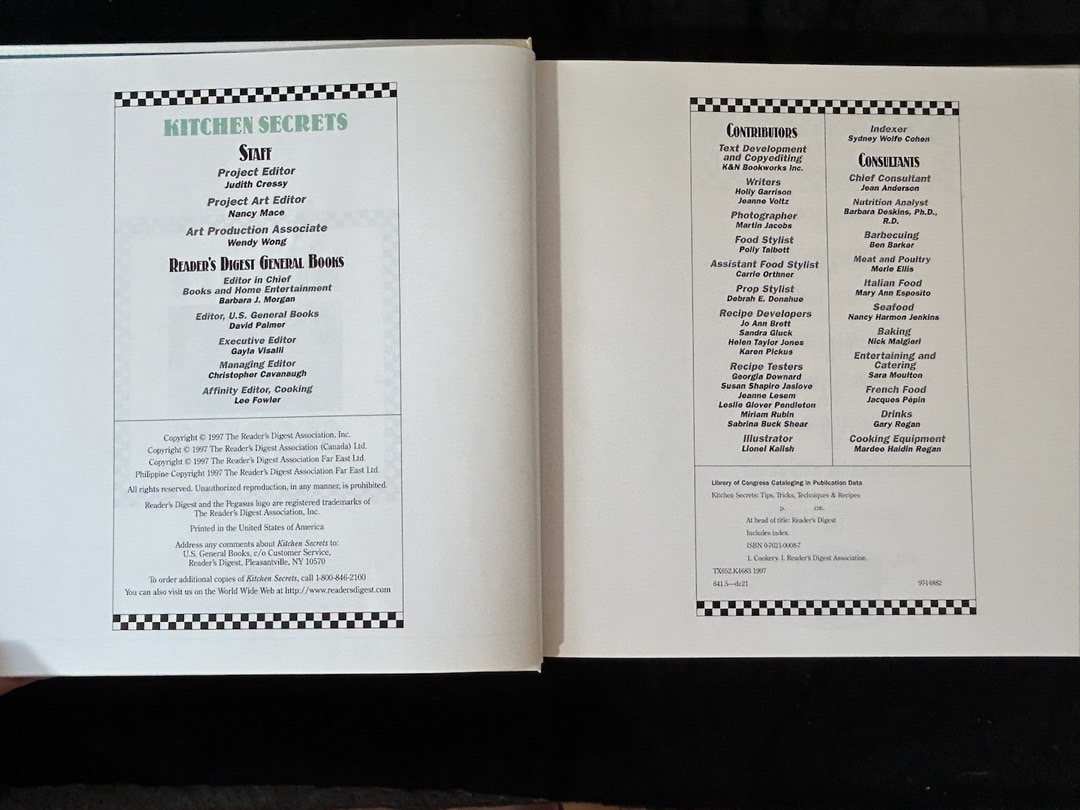 KITCHEN SECRETS
STAFF
Project Editor
Judith Cressy
Project Art Editor
Nancy Mace
Art Production Associate
Wendy Wong
READER'S DIGEST GENERAL BOOKS
Editor in Chief
Books and Home Entertainment
Barbara J. Morgan
Editor, U.S. General Books
David Palmer
Executive Editor
Gayla Visalli
Managing Editor
Christopher Cavanaugh
Affinity Editor, Cooking
Lee Fowler
Copyright © 1997 The Reader's Digest Association, Inc.
Copyright © 1997 The Reader's Digest Association (Canada) Ltd.
Copyright © 1997 The Reader's Digest Association Far East Ltd.
Philippine Copyright 1997 The Reader's Digest Association Far East Ltd.
All rights reserved. Unauthorized reproduction, in any manner, is prohibited.
Reader's Digest and the Pegasus logo are registered trademarks of
The Reader's Digest Association, Inc.
Printed in the United States of America
Address any comments about Kitchen Secrets to:
U.S. General Books, c/o Customer Service,
Reader's Digest, Pleasantville, NY 10570
To order additional copies of Kitchen Secrets, call 1-800-846-2100
You can also visit us on the World Wide Web at http://www.readersdigest.com
CONTRIBUTORS
Text Development
and Copyediting
K&N Bookworks Inc.
Writers
Holly Garrison
Jeanne Voltz
Photographer
Martin Jacobs
Food Stylist
Polly Talbott
Assistant Food Stylist
Carrie Orthner
Prop Stylist
Debrah E. Donahue
Recipe Developers
Jo Ann Brett
Sandra Gluck
Helen Taylor Jones
Karen Pickus
Recipe Testers
Georgia Downard
Susan Shapiro Jaslove
Jeanne Lesem
Leslie Glover Pendleton
Miriam Rubin
Sabrina Buck Shear
Illustrator
Lionel Kalish
Indexer
Sydney Wolfe Cohen
CONSULTANTS
Chief Consultant
Jean Anderson
Nutrition Analyst
Barbara Deskins, Ph.D.,
R.D.
Barbecuing
Ben Barker
Meat and Poultry
Merle Ellis
Italian Food
Mary Ann Esposito
Seafood
Nancy Harmon Jenkins
Baking
Nick Malgieri
Entertaining and
Catering
Sara Moulton
French Food
Jacques Pépin
Drinks
Gary Regan
Cooking Equipment
Mardee Haidin Regan
Library of Congress Cataloging in Publication Data
Kitchen Secrets: Tips, Tricks, Techniques & Recipes
p. cm.
At head of title: Reader's Digest
Includes index.
ISBN 0-7621-0008-7
1. Cookery. I. Reader's Digest Association.
TX652.K4683 1997
641.5—dc21 97-14882